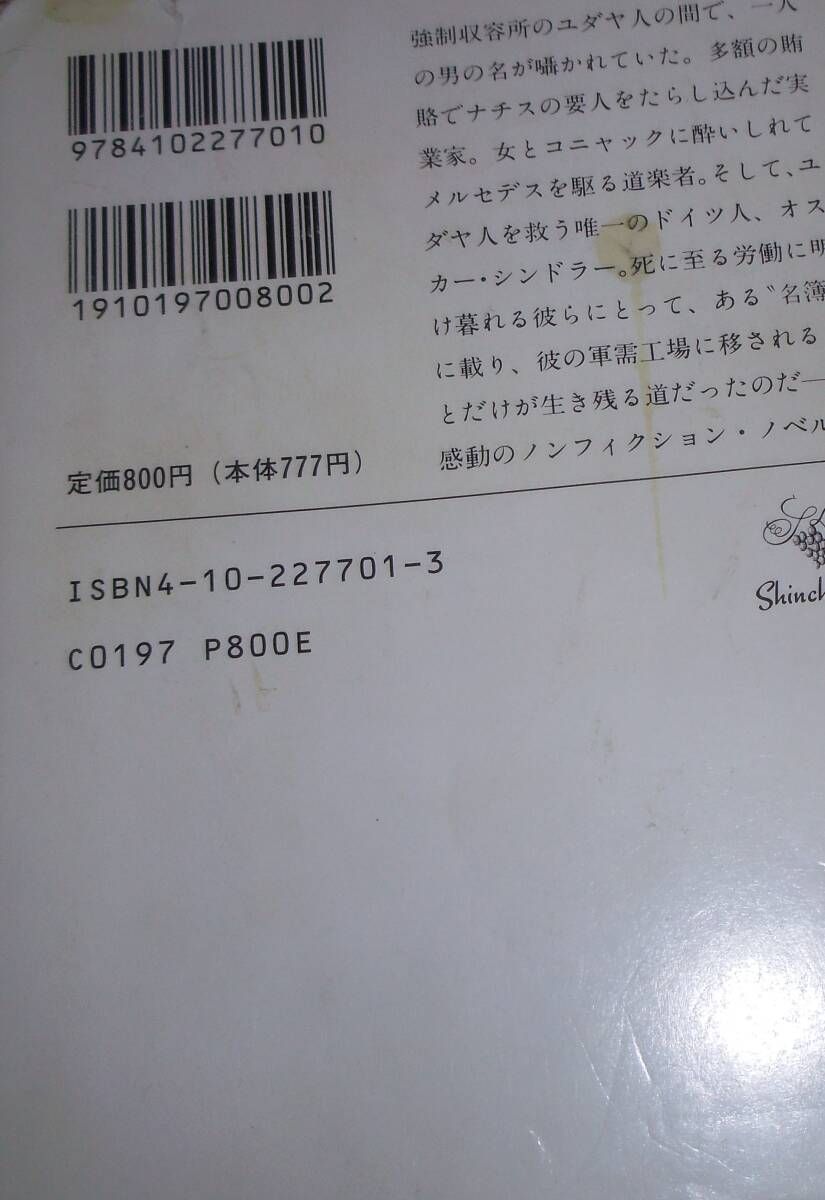 9784102277010
1910197008002
強制収容所のユダヤ人の間で、一人
の男の名が囁かれていた。多額の賄
賂でナチスの要人をたらし込んだ実
業家。女とコニャックに酔いしれて
メルセデスを駆る道楽者。そして、ユ
ダヤ人を救う唯一のドイツ人、オス
カー・シンドラー。死に至る労働に明
け暮れる彼らにとって、ある〝名簿
に載り、彼の軍需工場に移される
とだけが生き残る道だったのだ—
感動のノンフィクション・ノベル
定価800円(本体777円)
ISBN4-10-227701-3
C0197 P800E
Shinch